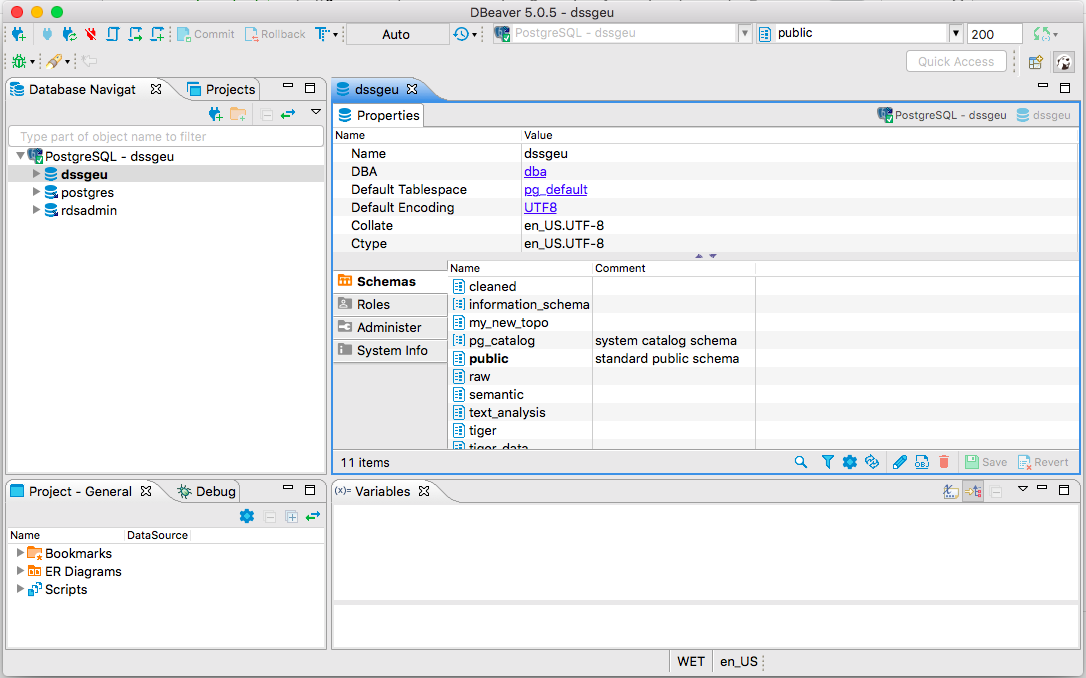 DBeaver 5.0.5 - dssgeu
Commit Rollback Auto PostgreSQL - dssgeu public 200
Quick Access
Database Navigat Projects
Type part of object name to filter
PostgreSQL - dssgeu
dssgeu
postgres
rdsadmin
dssgeu
Properties PostgreSQL - dssgeu dssgeu
Name Value
Name dssgeu
DBA dba
Default Tablespace pg_default
Default Encoding UTF8
Collate en_US.UTF-8
Ctype en_US.UTF-8
Schemas
Roles
Administer
System Info
Name Comment
cleaned
information_schema
my_new_topo
pg_catalog system catalog schema
public standard public schema
raw
semantic
text_analysis
tiger
tiger_data
11 items Save Revert
Project - General Debug
Name DataSource
Bookmarks
ER Diagrams
Scripts
(x)= Variables
WET en_US